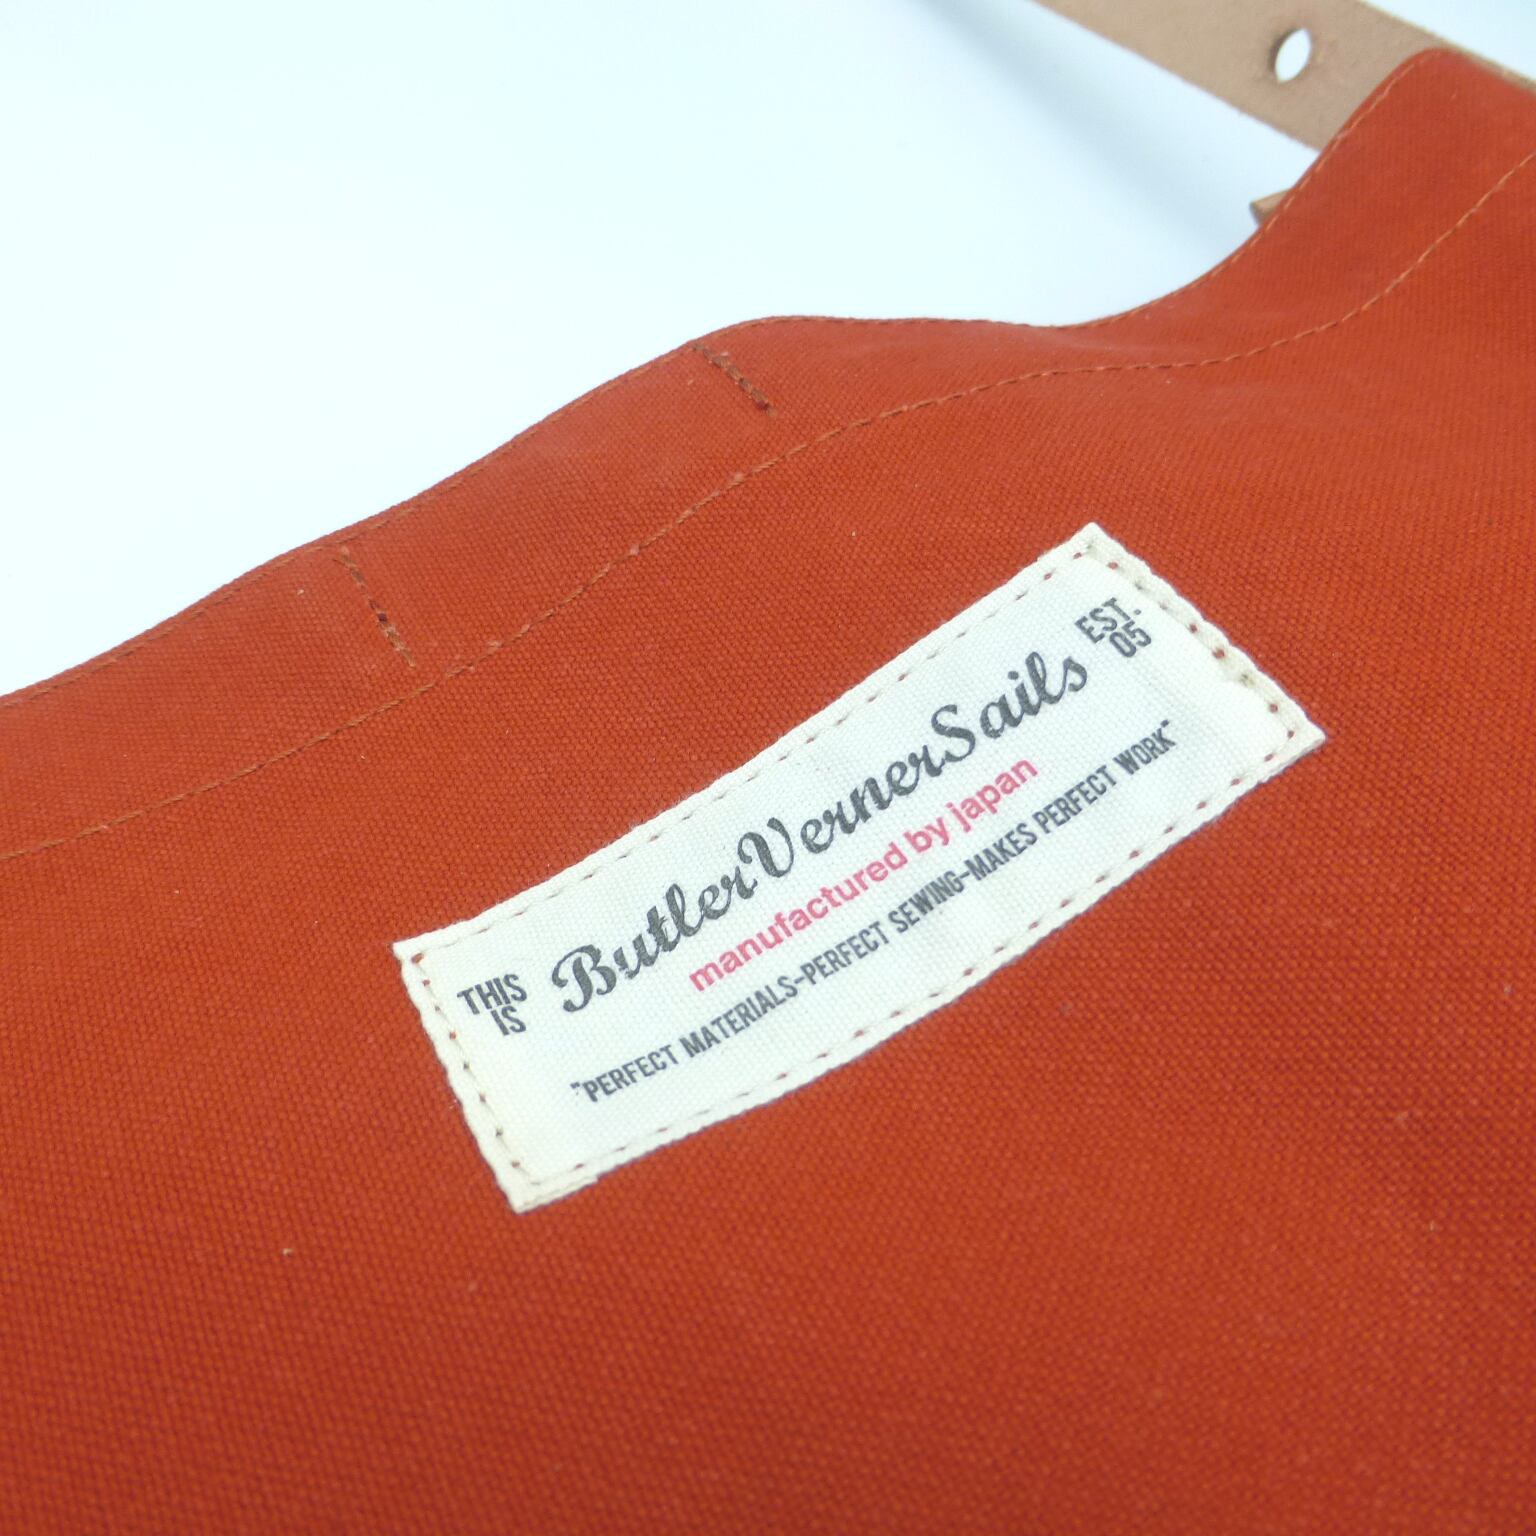 THIS IS
ButlerVernerSails
EST. 05
manufactured by japan
"PERFECT MATERIALS-PERFECT SEWING-MAKES PERFECT WORK"